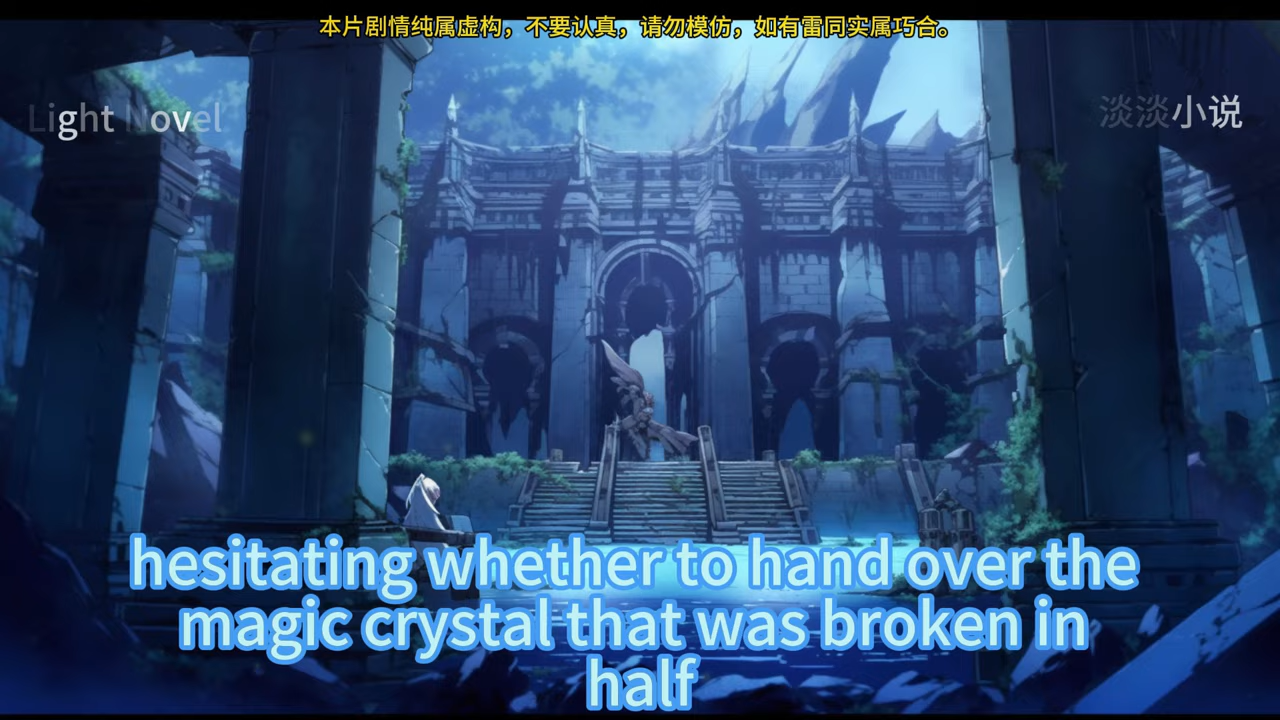 本片剧情纯属虚构，不要认真，请勿模仿，如有雷同实属巧合。
Light Novel
淡淡小说
hesitating whether to hand over the
magic crystal that was broken in
half